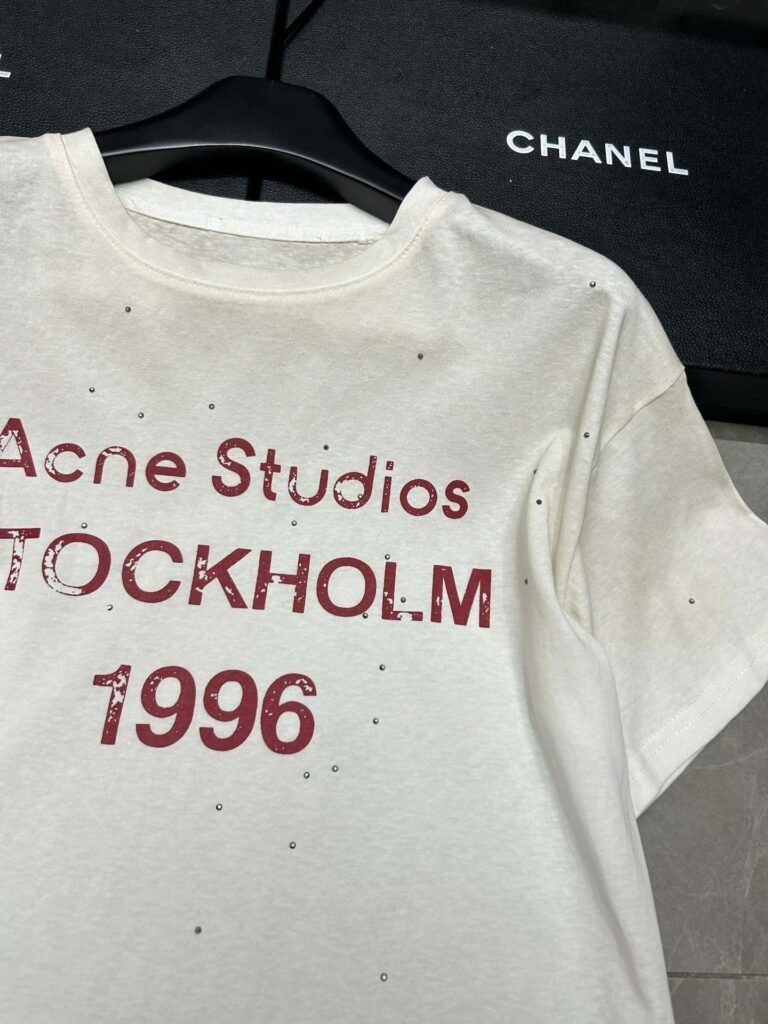 L
CHANEL
Acne Studios
TOCKHOLM
1996